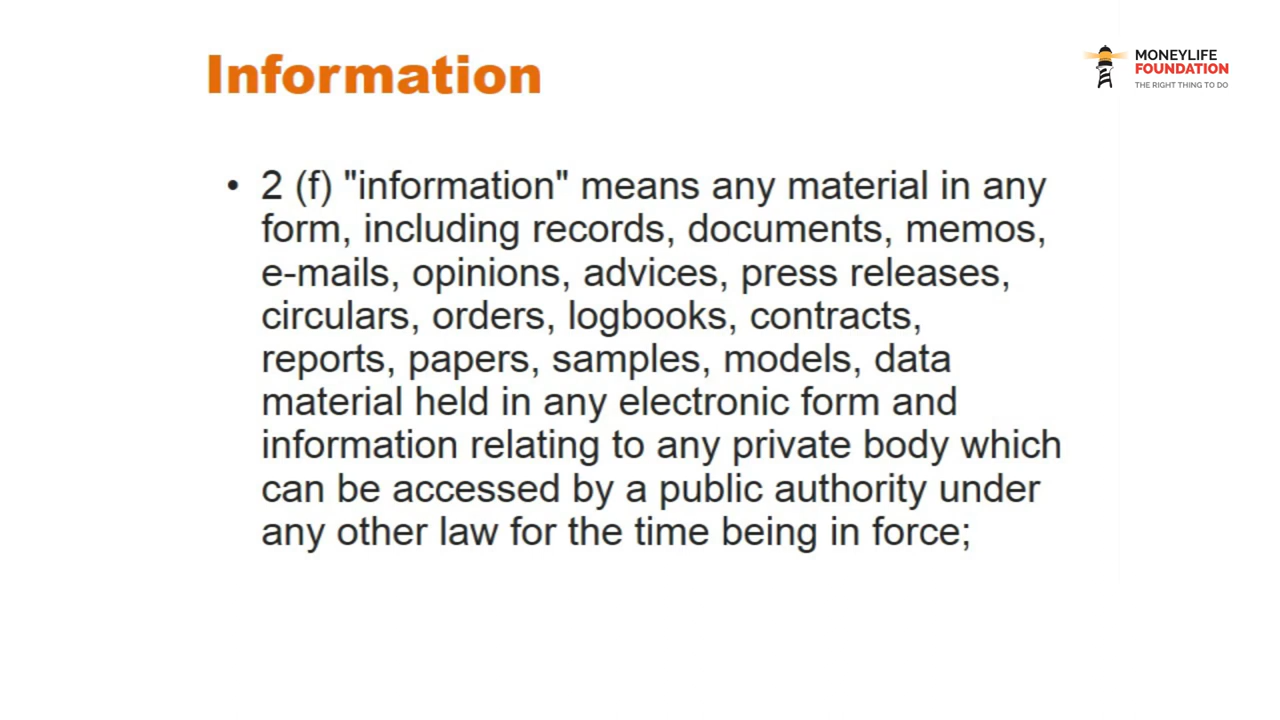 Information
MONEYLIFE
FOUNDATION
THE RIGHT THING TO DO
• 2 (f) "information" means any material in any
form, including records, documents, memos,
e-mails, opinions, advices, press releases,
circulars, orders, logbooks, contracts,
reports, papers, samples, models, data
material held in any electronic form and
information relating to any private body which
can be accessed by a public authority under
any other law for the time being in force;